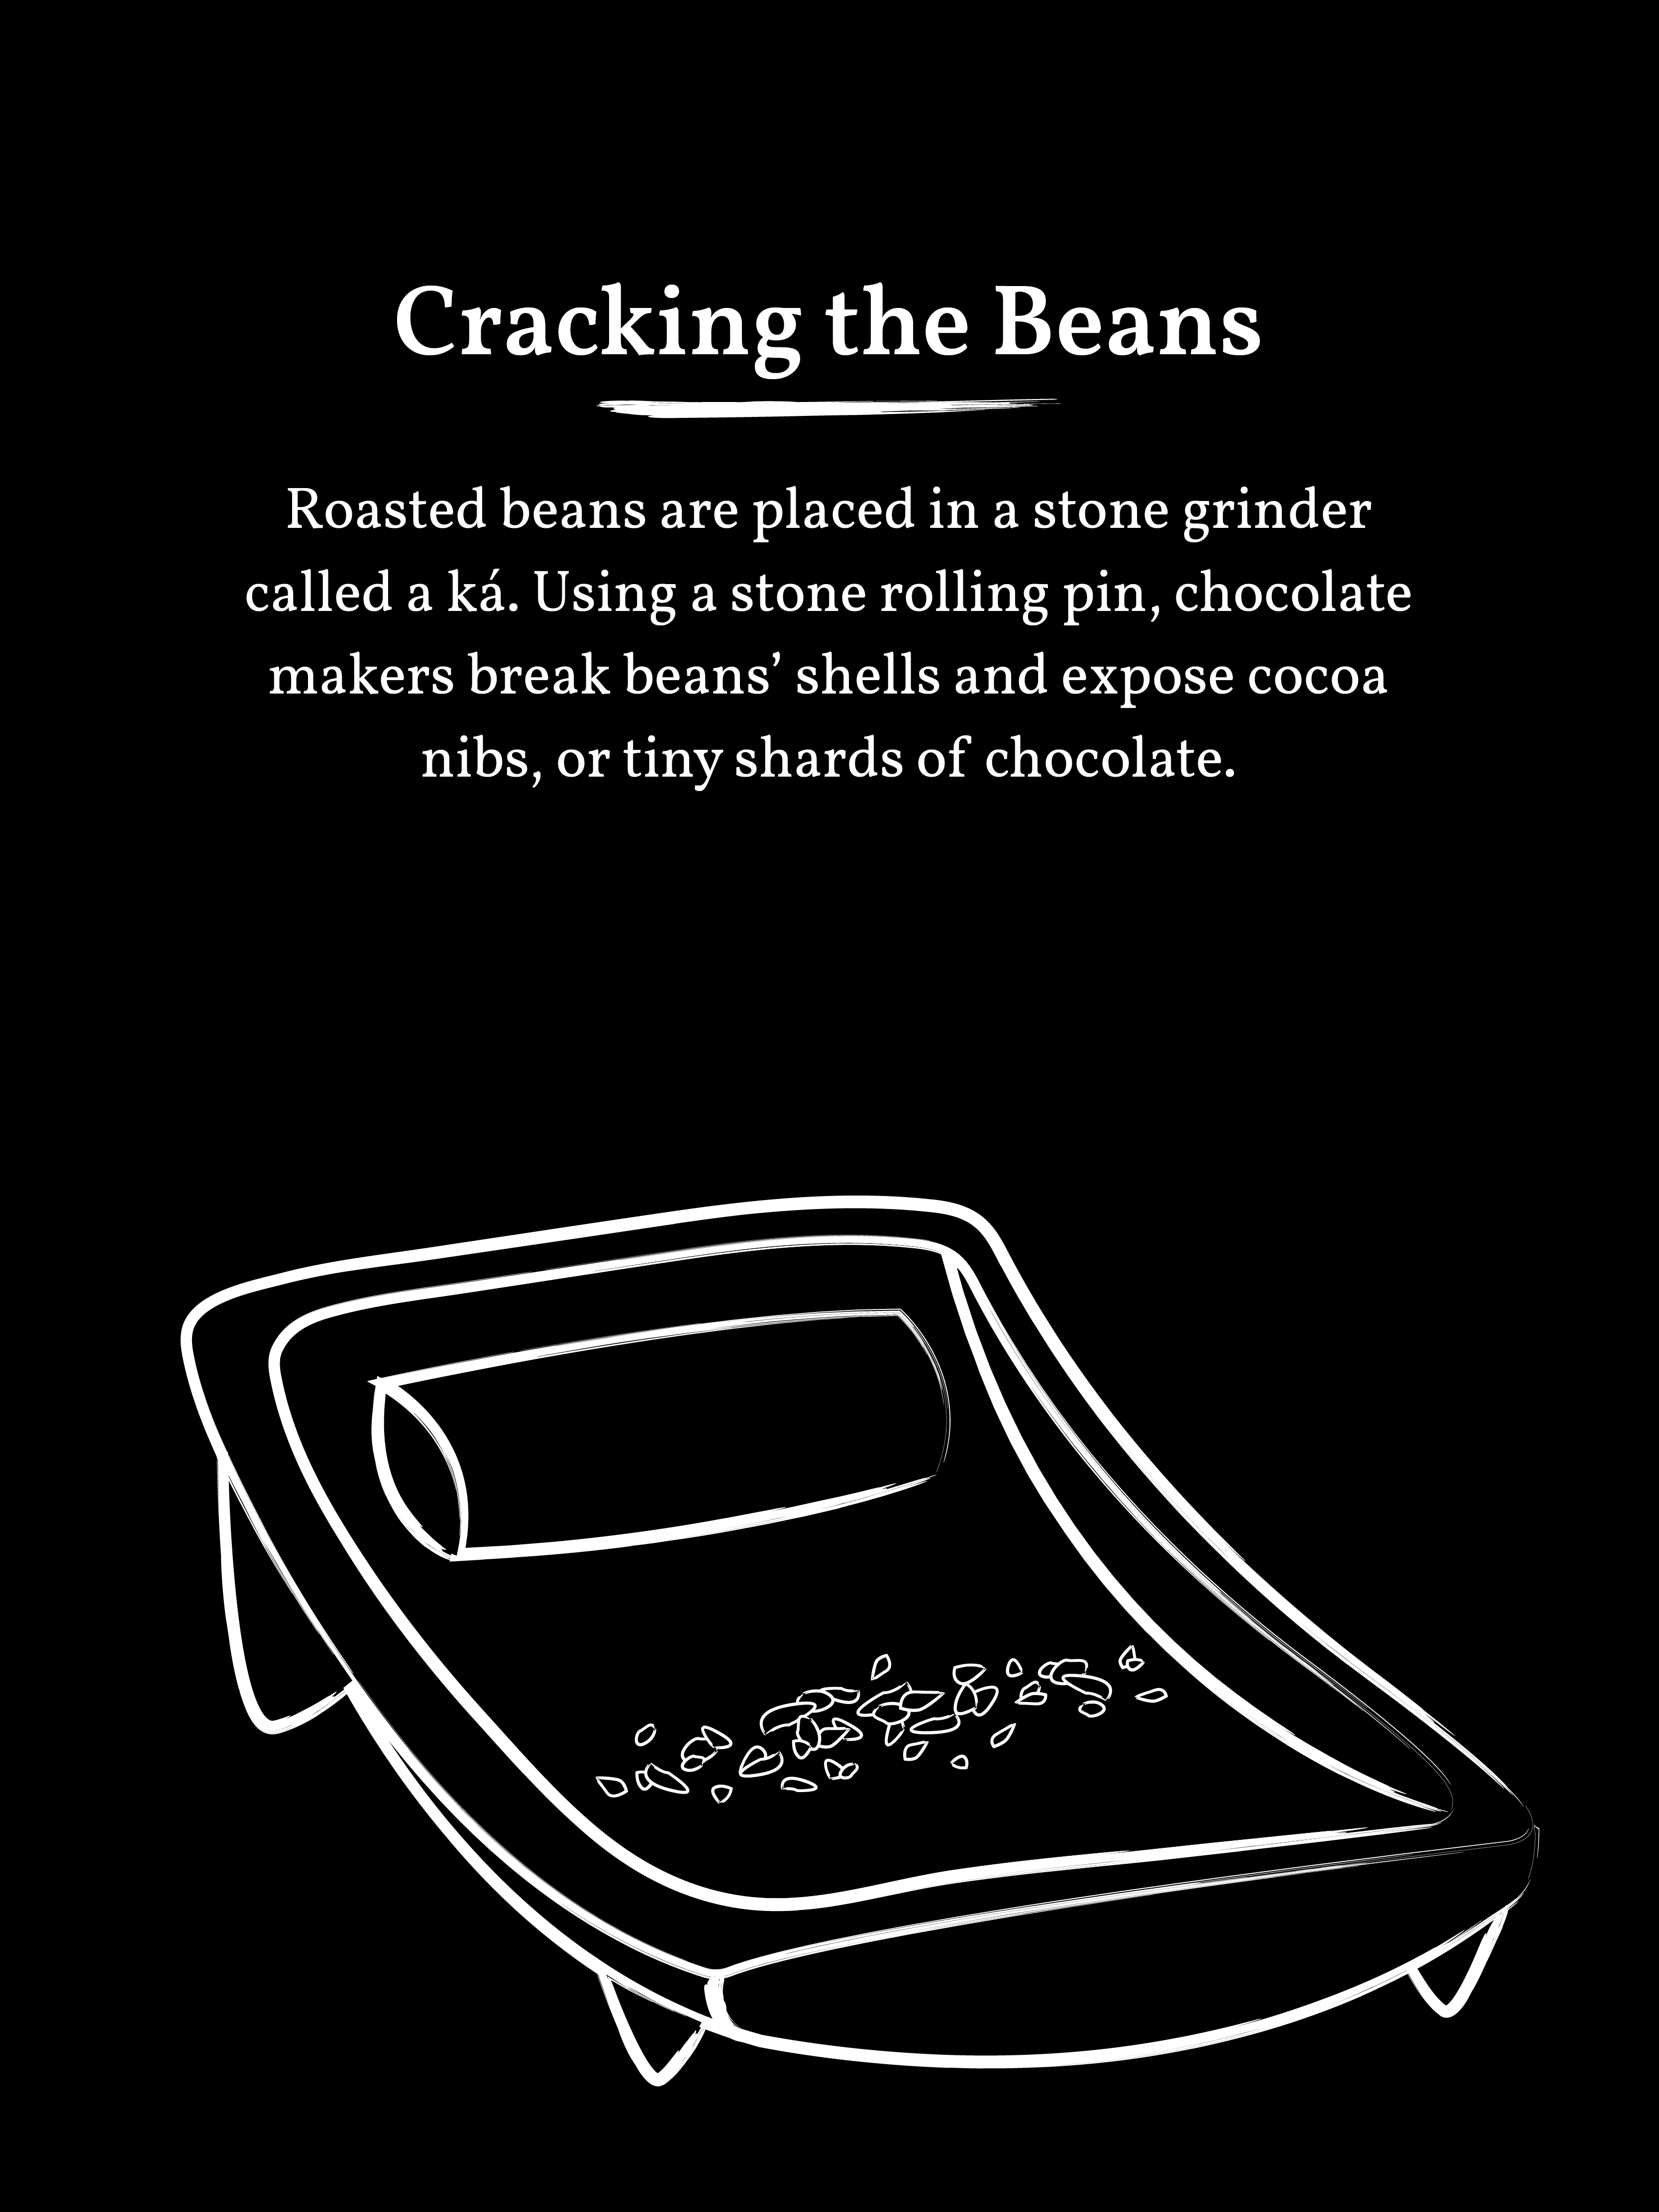 Cracking the Beans
Roasted beans are placed in a stone grinder
called a ká. Using a stone rolling pin, chocolate
makers break beans’ shells and expose cocoa
nibs, or tiny shards of chocolate.